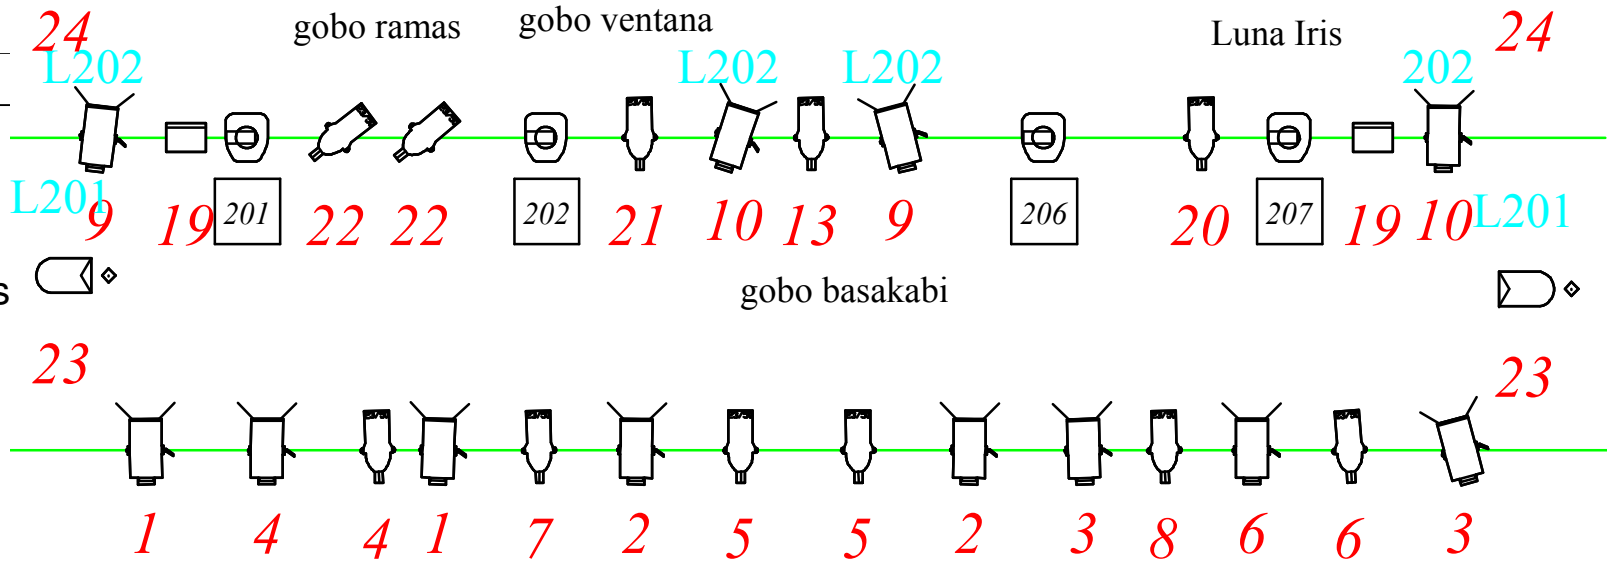 24 gobo ramas gobo ventana Luna Iris 24
L202 L202 L202 202
L201 9 19 201 22 22 202 21 10 13 9 206 20 207 19 10 L201
s gobo basakabi
23 23
1 4 4 1 7 2 5 5 2 3 8 6 6 3